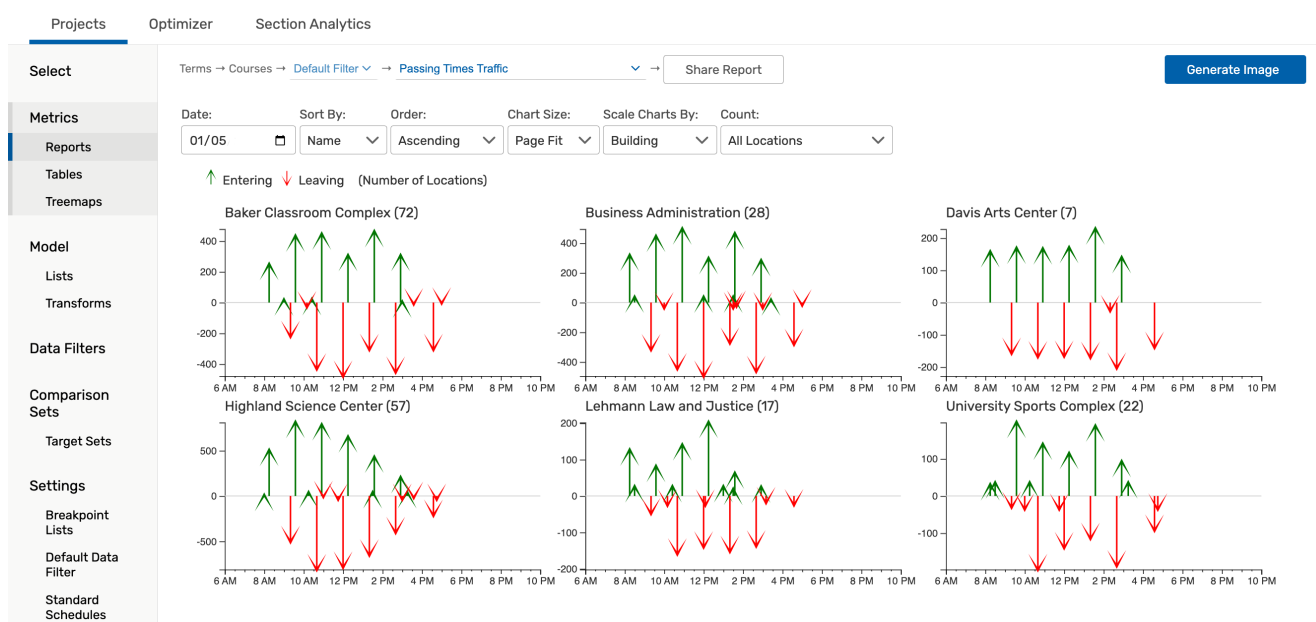 Projects Optimizer Section Analytics
Select
Metrics
Reports
Tables
Treemaps
Model
Lists
Transforms
Data Filters
Comparison
Sets
Target Sets
Settings
Breakpoint
Lists
Default Data
Filter
Standard
Schedules
Terms → Courses → Default Filter → Passing Times Traffic → Share Report Generate Image
Date: Sort By: Order: Chart Size: Scale Charts By: Count:
01/05 Name Ascending Page Fit Building All Locations
Entering Leaving (Number of Locations)
Baker Classroom Complex (72)
400
200
0
-200
-400
6 AM 8 AM 10 AM 12 PM 2 PM 4 PM 6 PM 8 PM 10 PM
Business Administration (28)
400
200
0
-200
-400
6 AM 8 AM 10 AM 12 PM 2 PM 4 PM 6 PM 8 PM 10 PM
Davis Arts Center (7)
200
100
0
-100
-200
6 AM 8 AM 10 AM 12 PM 2 PM 4 PM 6 PM 8 PM 10 PM
Highland Science Center (57)
500
0
-500
6 AM 8 AM 10 AM 12 PM 2 PM 4 PM 6 PM 8 PM 10 PM
Lehmann Law and Justice (17)
200
100
0
-100
-200
6 AM 8 AM 10 AM 12 PM 2 PM 4 PM 6 PM 8 PM 10 PM
University Sports Complex (22)
100
0
-100
6 AM 8 AM 10 AM 12 PM 2 PM 4 PM 6 PM 8 PM 10 PM